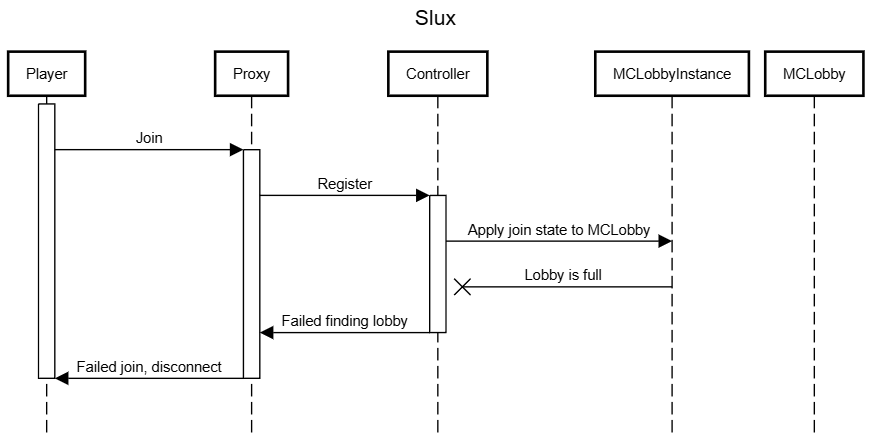 Slux
Player
Proxy
Controller
MCLobbyInstance
MCLobby
Join
Register
Apply join state to MCLobby
Lobby is full
Failed finding lobby
Failed join, disconnect